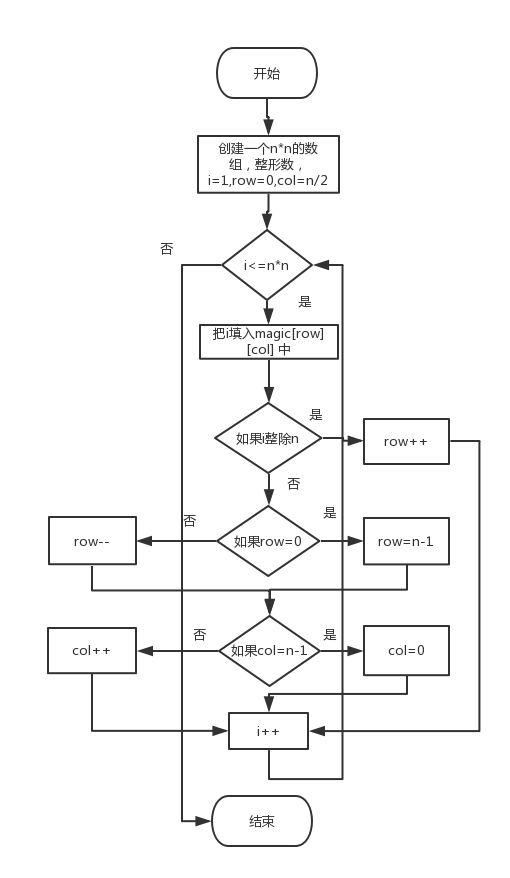 开始
创建一个n*n的数
组，整形数，
i=1,row=0,col=n/2
否
i<=n*n
是
把i填入magic[row]
[col] 中
是
如果i整除n
row++
否
是
否
row--
如果row=0
row=n-1
否
是
col++
如果col=n-1
col=0
i++
结束